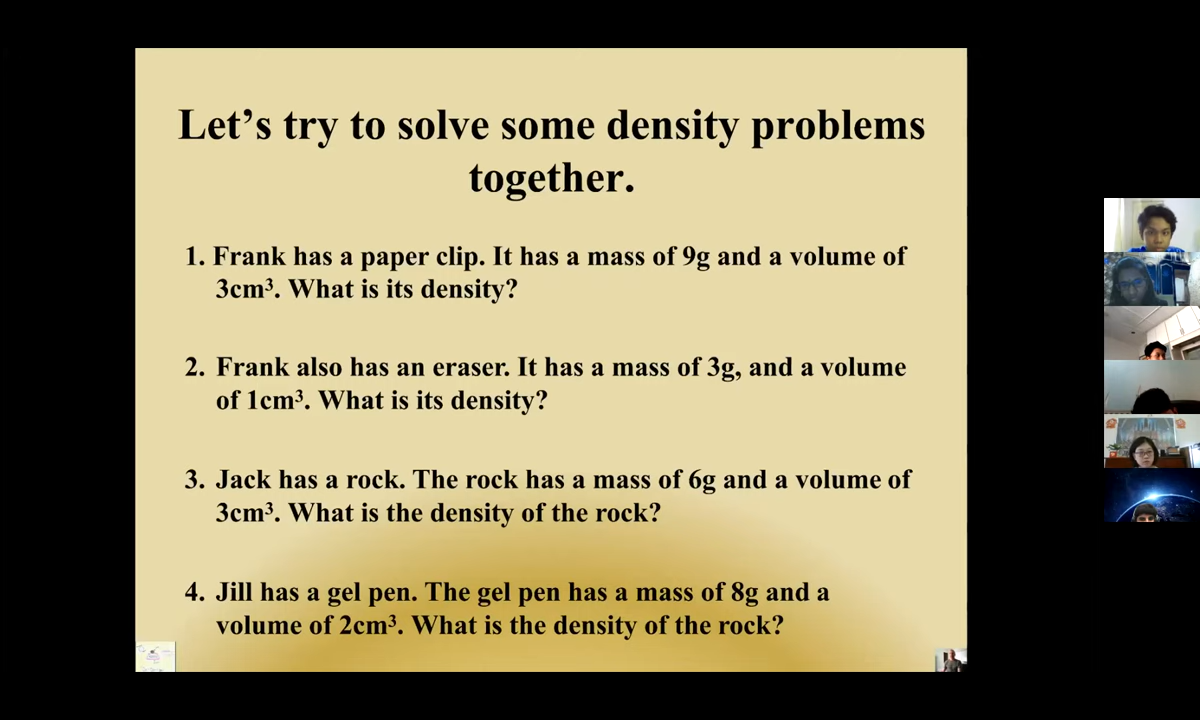 Let’s try to solve some density problems
together.
1. Frank has a paper clip. It has a mass of 9g and a volume of
3cm³. What is its density?
2. Frank also has an eraser. It has a mass of 3g, and a volume
of 1cm³. What is its density?
3. Jack has a rock. The rock has a mass of 6g and a volume of
3cm³. What is the density of the rock?
4. Jill has a gel pen. The gel pen has a mass of 8g and a
volume of 2cm³. What is the density of the rock?